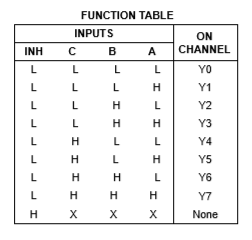 FUNCTION TABLE
INPUTS ON CHANNEL
INH C B A
L L L L Y0
L L L H Y1
L L H L Y2
L L H H Y3
L H L L Y4
L H L H Y5
L H H L Y6
L H H H Y7
H X X X None